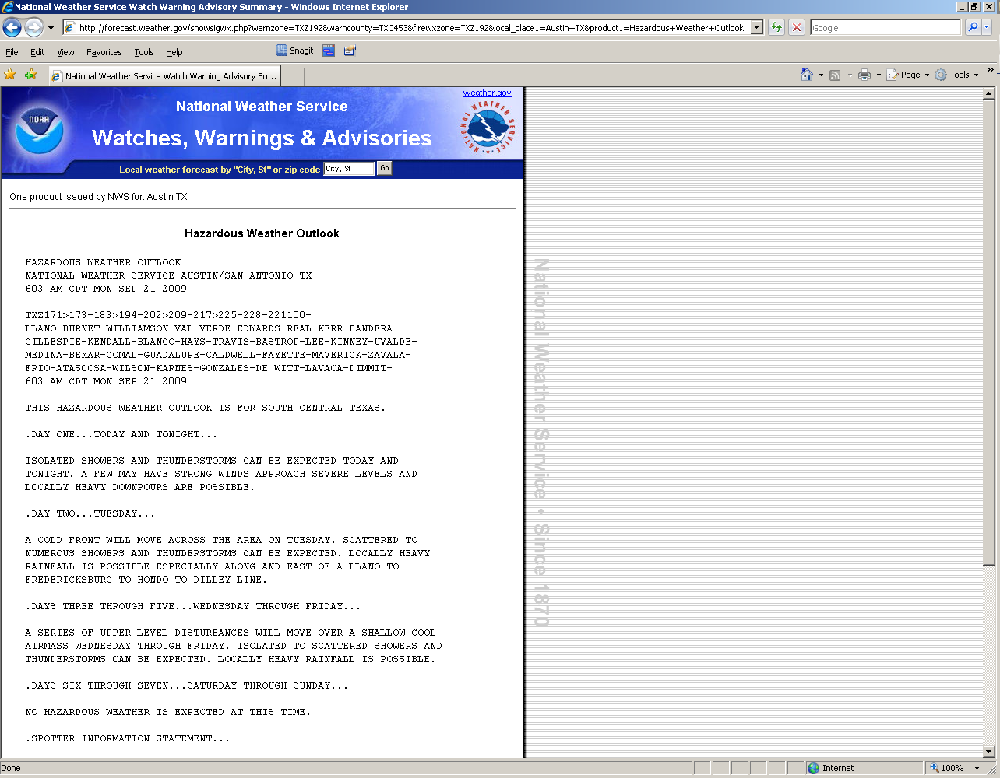 National Weather Service Watch Warning Advisory Summary - Windows Internet Explorer
http://forecast.weather.gov/showsigwx.php?warnzone=TXZ192&warncounty=TXC453&firewxzone=TXZ192&local_place1=Austin+TX&product1=Hazardous+Weather+Outlook
Google
File Edit View Favorites Tools Help
Snagit
National Weather Service Watch Warning Advisory Su...
Page Tools
weather.gov
NOAA
National Weather Service
NATIONAL WEATHER SERVICE
Watches, Warnings & Advisories
Local weather forecast by "City, St" or zip code City, St Go
One product issued by NWS for: Austin TX
Hazardous Weather Outlook
HAZARDOUS WEATHER OUTLOOK
NATIONAL WEATHER SERVICE AUSTIN/SAN ANTONIO TX
603 AM CDT MON SEP 21 2009
TXZ171>173-183>194-202>209-217>225-228-221100-
LLANO-BURNET-WILLIAMSON-VAL VERDE-EDWARDS-REAL-KERR-BANDERA-
GILLESPIE-KENDALL-BLANCO-HAYS-TRAVIS-BASTROP-LEE-KINNEY-UVALDE-
MEDINA-BEXAR-COMAL-GUADALUPE-CALDWELL-FAYETTE-MAVERICK-ZAVALA-
FRIO-ATASCOSA-WILSON-KARNES-GONZALES-DE WITT-LAVACA-DIMMIT-
603 AM CDT MON SEP 21 2009
THIS HAZARDOUS WEATHER OUTLOOK IS FOR SOUTH CENTRAL TEXAS.
.DAY ONE...TODAY AND TONIGHT...
ISOLATED SHOWERS AND THUNDERSTORMS CAN BE EXPECTED TODAY AND
TONIGHT. A FEW MAY HAVE STRONG WINDS APPROACH SEVERE LEVELS AND
LOCALLY HEAVY DOWNPOURS ARE POSSIBLE.
.DAY TWO...TUESDAY...
A COLD FRONT WILL MOVE ACROSS THE AREA ON TUESDAY. SCATTERED TO
NUMEROUS SHOWERS AND THUNDERSTORMS CAN BE EXPECTED. LOCALLY HEAVY
RAINFALL IS POSSIBLE ESPECIALLY ALONG AND EAST OF A LLANO TO
FREDERICKSBURG TO HONDO TO DILLEY LINE.
.DAYS THREE THROUGH FIVE...WEDNESDAY THROUGH FRIDAY...
A SERIES OF UPPER LEVEL DISTURBANCES WILL MOVE OVER A SHALLOW COOL
AIRMASS WEDNESDAY THROUGH FRIDAY. ISOLATED TO SCATTERED SHOWERS AND
THUNDERSTORMS CAN BE EXPECTED. LOCALLY HEAVY RAINFALL IS POSSIBLE.
.DAYS SIX THROUGH SEVEN...SATURDAY THROUGH SUNDAY...
NO HAZARDOUS WEATHER IS EXPECTED AT THIS TIME.
.SPOTTER INFORMATION STATEMENT...
National Weather Service • Since 1870
Done
Internet
100%